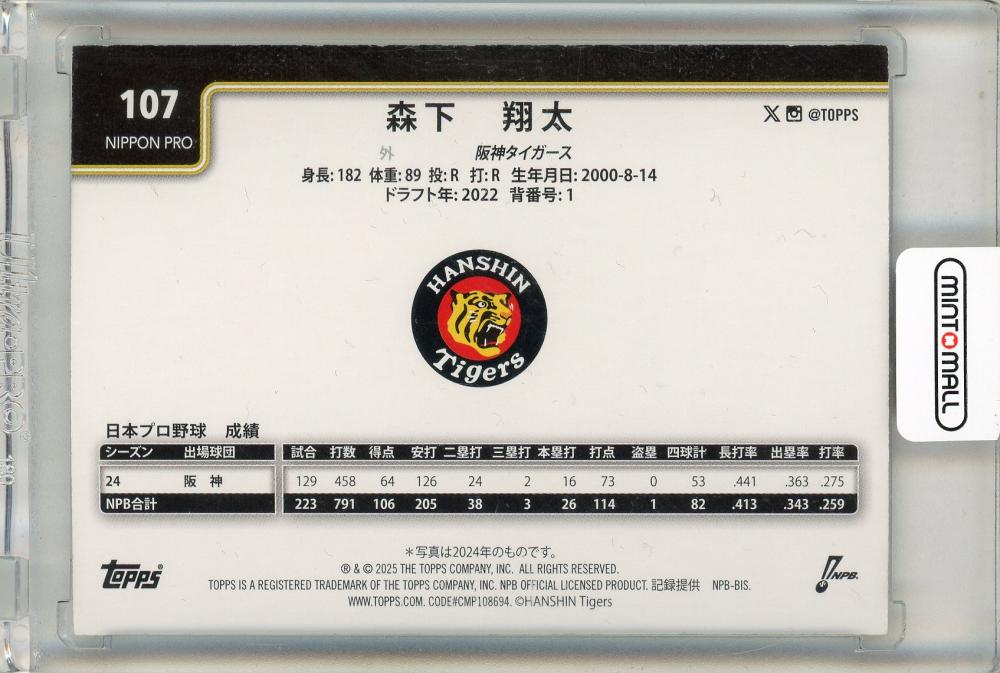 107
NIPPON PRO
森下 翔太
@TOPPS
外 阪神タイガース
身長: 182 体重: 89 投: R 打: R 生年月日: 2000-8-14
ドラフト年: 2022 背番号: 1
HANSHIN
Tigers
MINT MALL
日本プロ野球 成績
シーズン 出場球団 試合 打数 得点 安打 二塁打 三塁打 本塁打 打点 盗塁 四球計 長打率 出塁率 打率
24 阪神 129 458 64 126 24 2 16 73 0 53 .441 .363 .275
NPB合計 223 791 106 205 38 3 26 114 1 82 .413 .343 .259
＊写真は2024年のものです。
topps
® & © 2025 THE TOPPS COMPANY, INC. ALL RIGHTS RESERVED.
TOPPS IS A REGISTERED TRADEMARK OF THE TOPPS COMPANY, INC. NPB OFFICIAL LICENSED PRODUCT. 記録提供 NPB-BIS.
WWW.TOPPS.COM. CODE#CMP108694. ©HANSHIN Tigers
NPB.